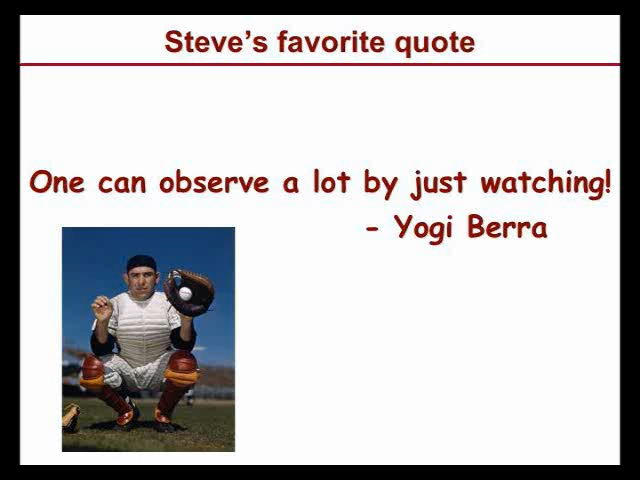 Steve’s favorite quote
One can observe a lot by just watching!
- Yogi Berra